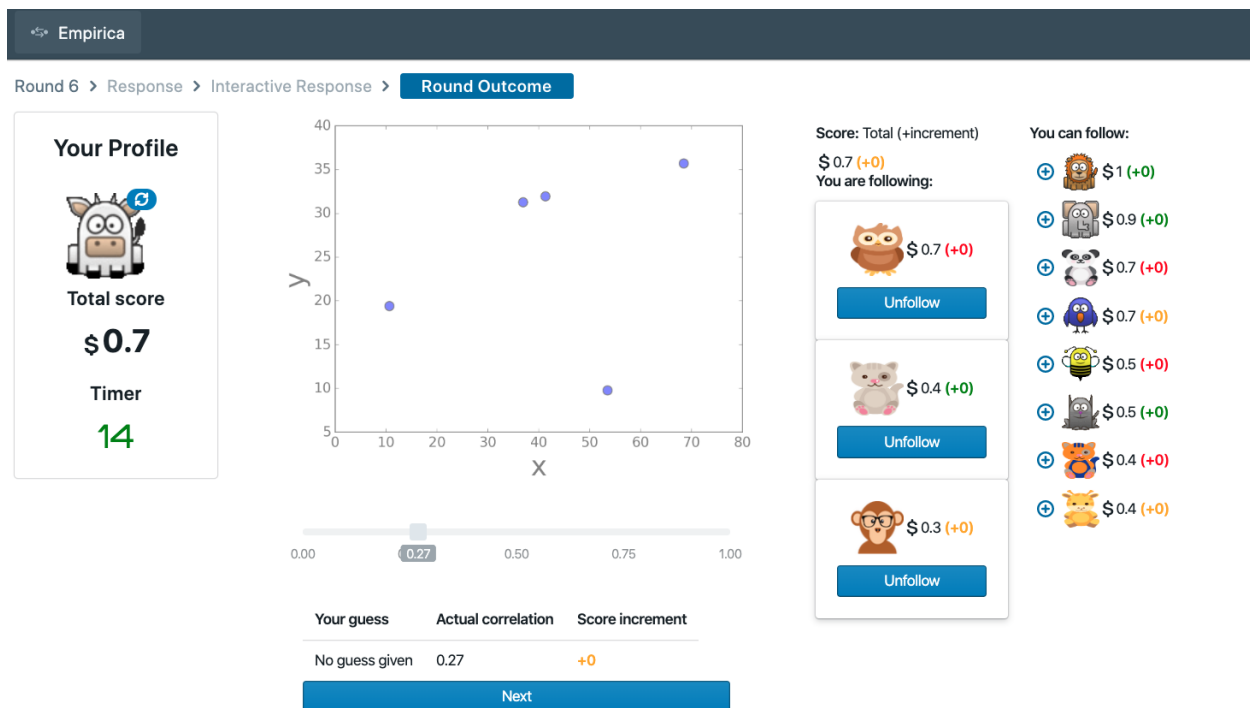 Empirica
Round 6 > Response > Interactive Response > Round Outcome
Your Profile
Total score
$0.7
Timer
14
40
35
30
25
20
15
10
5
y
0 10 20 30 40 50 60 70 80
x
0.00 0.27 0.50 0.75 1.00
Your guess Actual correlation Score increment
No guess given 0.27 +0
Next
Score: Total (+increment)
$ 0.7 (+0)
You are following:
$ 0.7 (+0)
Unfollow
$ 0.4 (+0)
Unfollow
$ 0.3 (+0)
Unfollow
You can follow:
$ 1 (+0)
$ 0.9 (+0)
$ 0.7 (+0)
$ 0.7 (+0)
$ 0.5 (+0)
$ 0.5 (+0)
$ 0.4 (+0)
$ 0.4 (+0)